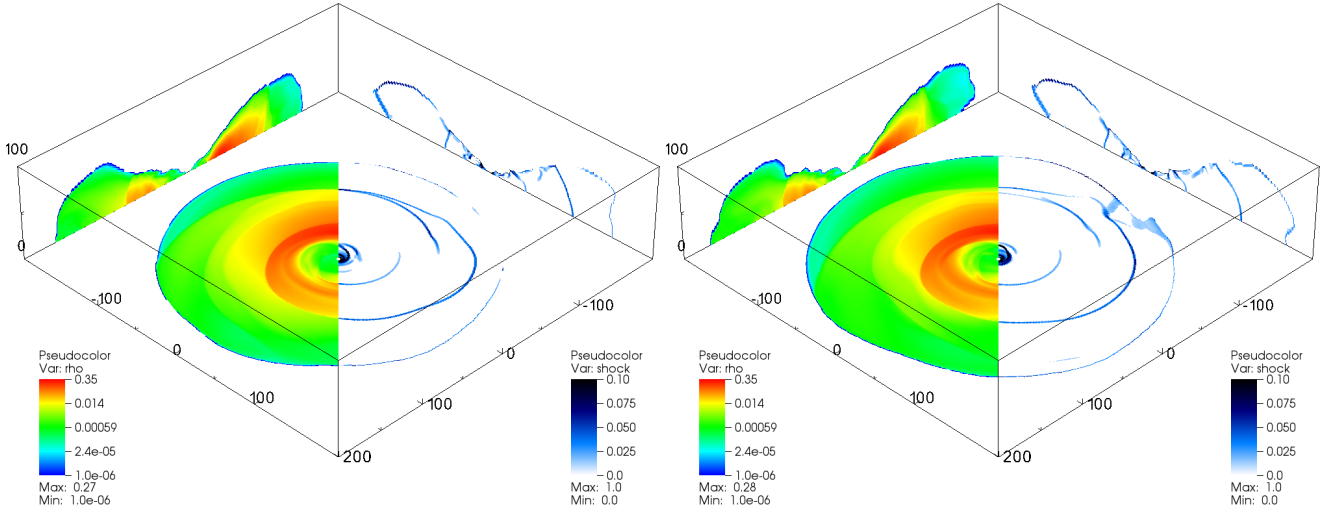 100
0
-100
0
100
200
100
0
-100
Pseudocolor
Var: rho
0.35
0.014
0.00059
2.4e-05
1.0e-06
Max: 0.27
Min: 1.0e-06
Pseudocolor
Var: shock
0.10
0.075
0.050
0.025
0.0
Max: 1.0
Min: 0.0
100
0
-100
0
100
200
100
0
-100
Pseudocolor
Var: rho
0.35
0.014
0.00059
2.4e-05
1.0e-06
Max: 0.28
Min: 1.0e-06
Pseudocolor
Var: shock
0.10
0.075
0.050
0.025
0.0
Max: 1.0
Min: 0.0